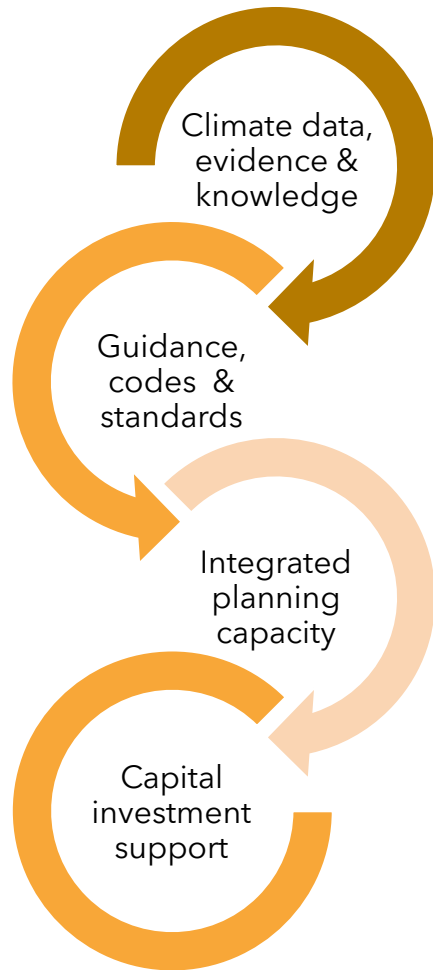 Climate data,
evidence &
knowledge
Guidance,
codes &
standards
Integrated
planning
capacity
Capital
investment
support